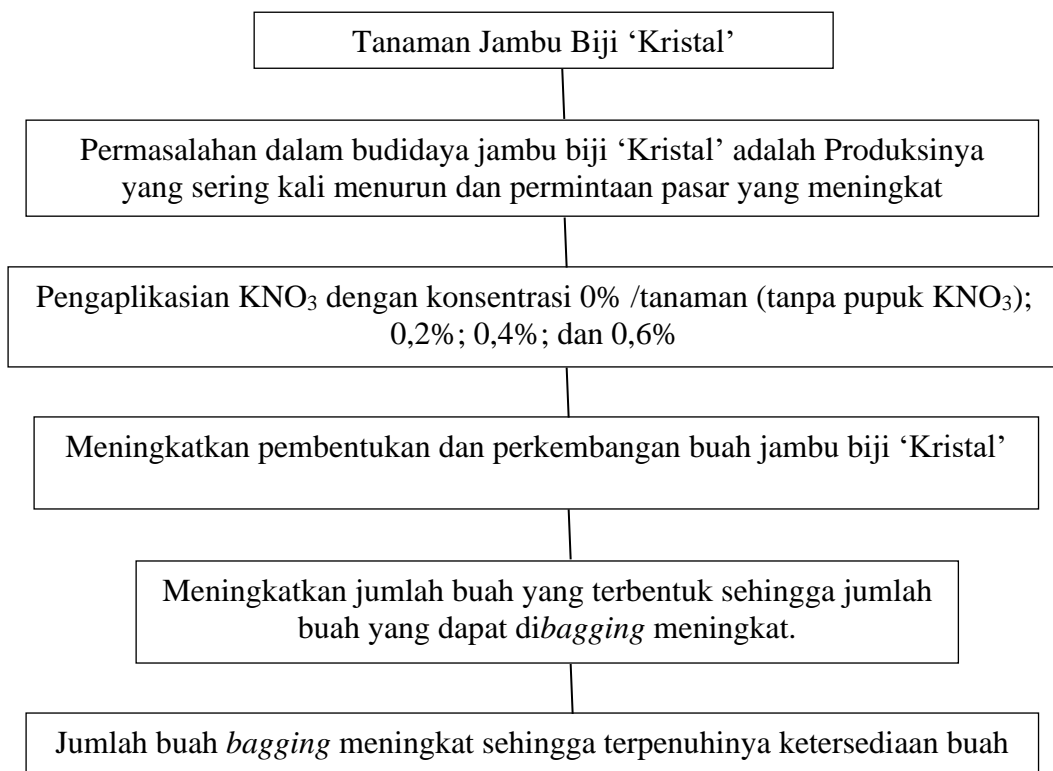 Tanaman Jambu Biji ‘Kristal’
Permasalahan dalam budidaya jambu biji ‘Kristal’ adalah Produksinya
yang sering kali menurun dan permintaan pasar yang meningkat
Pengaplikasian KNO₃ dengan konsentrasi 0% /tanaman (tanpa pupuk KNO₃);
0,2%; 0,4%; dan 0,6%
Meningkatkan pembentukan dan perkembangan buah jambu biji ‘Kristal’
Meningkatkan jumlah buah yang terbentuk sehingga jumlah
buah yang dapat dibagging meningkat.
Jumlah buah bagging meningkat sehingga terpenuhinya ketersediaan buah